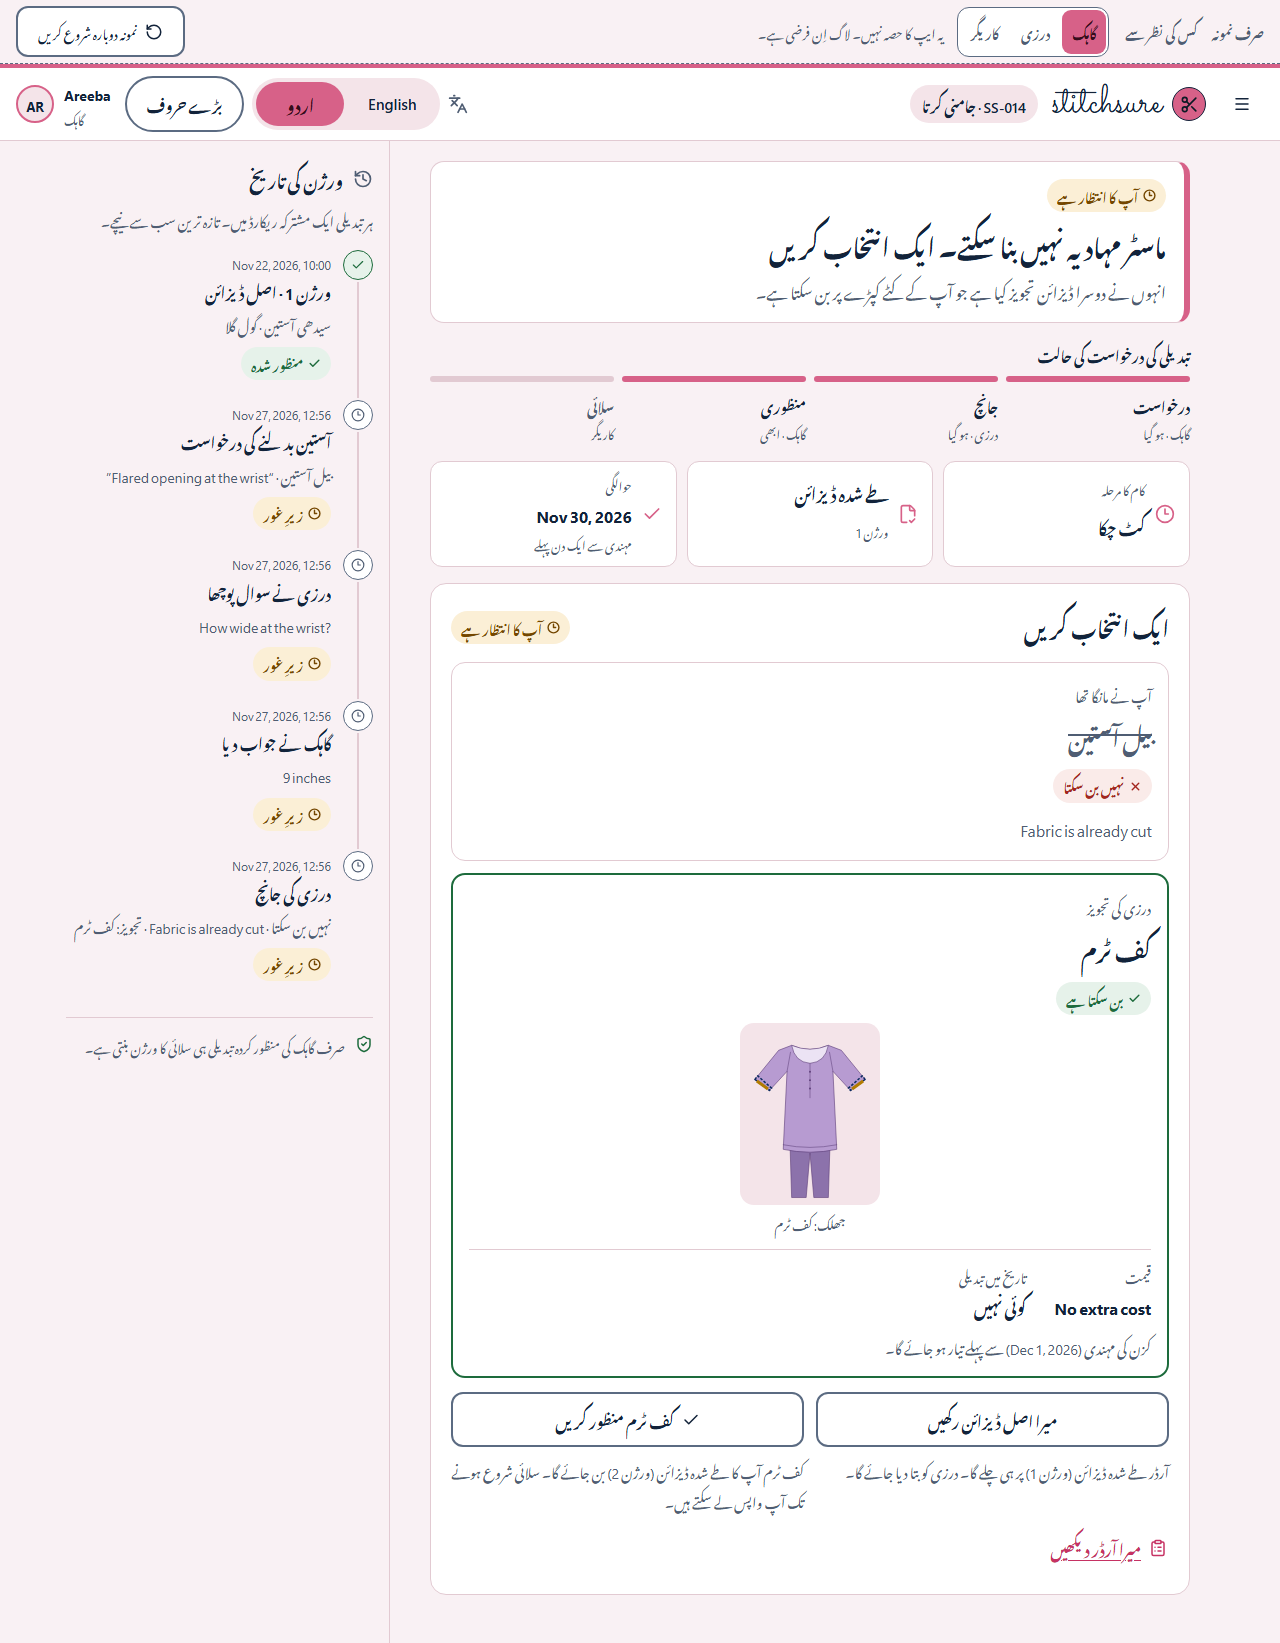 صرف نمونہ کس کی نظر سے گاہک درزی کاریگر یہ ایپ کا حصہ نہیں۔ لاگ اِن فرضی ہے۔ نمونہ دوبارہ شروع کریں
stitchsure SS-014 · جامنی کرتا English اردو بڑے حروف Areeba گاہک AR
آپ کا انتظار ہے
ماسٹر مہاد یہ نہیں بنا سکتے۔ ایک انتخاب کریں
انہوں نے دوسرا ڈیزائن تجویز کیا ہے جو آپ کے کٹے کپڑے پر بن سکتا ہے۔
تبدیلی کی درخواست کی حالت
درخواست جانچ منظوری سلائی
گاہک · ہو گیا درزی · ہو گیا گاہک · ابھی کاریگر
کام کا مرحلہ
کٹ چکا
طے شدہ ڈیزائن
ورژن 1
حوالگی
Nov 30, 2026
مہندی سے ایک دن پہلے
ایک انتخاب کریں آپ کا انتظار ہے
آپ نے مانگا تھا
بیل آستین
نہیں بن سکتا
Fabric is already cut
درزی کی تجویز
کف ٹرم
بن سکتا ہے
جھلک: کف ٹرم
قیمت تاریخ میں تبدیلی
No extra cost کوئی نہیں
کزن کی مہندی (Dec 1, 2026) سے پہلے تیار ہو جائے گا۔
میرا اصل ڈیزائن رکھیں
آرڈر طے شدہ ڈیزائن (ورژن 1) پر ہی چلے گا۔ درزی کو بتا دیا جائے گا۔
کف ٹرم منظور کریں
کف ٹرم آپ کا طے شدہ ڈیزائن (ورژن 2) بن جائے گا۔ سلائی شروع ہونے
تک آپ واپس لے سکتے ہیں۔
میرا آرڈر دیکھیں
ورژن کی تاریخ
ہر تبدیلی ایک مشترکہ ریکارڈ میں۔ تازہ ترین سب سے نیچے۔
Nov 22, 2026, 10:00
ورژن 1 · اصل ڈیزائن
سیدھی آستین · گول گلا
منظور شدہ
Nov 27, 2026, 12:56
آستین بدلنے کی درخواست
بیل آستین · “Flared opening at the wrist”
زیرِ غور
Nov 27, 2026, 12:56
درزی نے سوال پوچھا
How wide at the wrist?
زیرِ غور
Nov 27, 2026, 12:56
گاہک نے جواب دیا
9 inches
زیرِ غور
Nov 27, 2026, 12:56
درزی کی جانچ
نہیں بن سکتا · Fabric is already cut · تجویز: کف ٹرم
زیرِ غور
صرف گاہک کی منظور کردہ تبدیلی ہی سلائی کا ورژن بنتی ہے۔